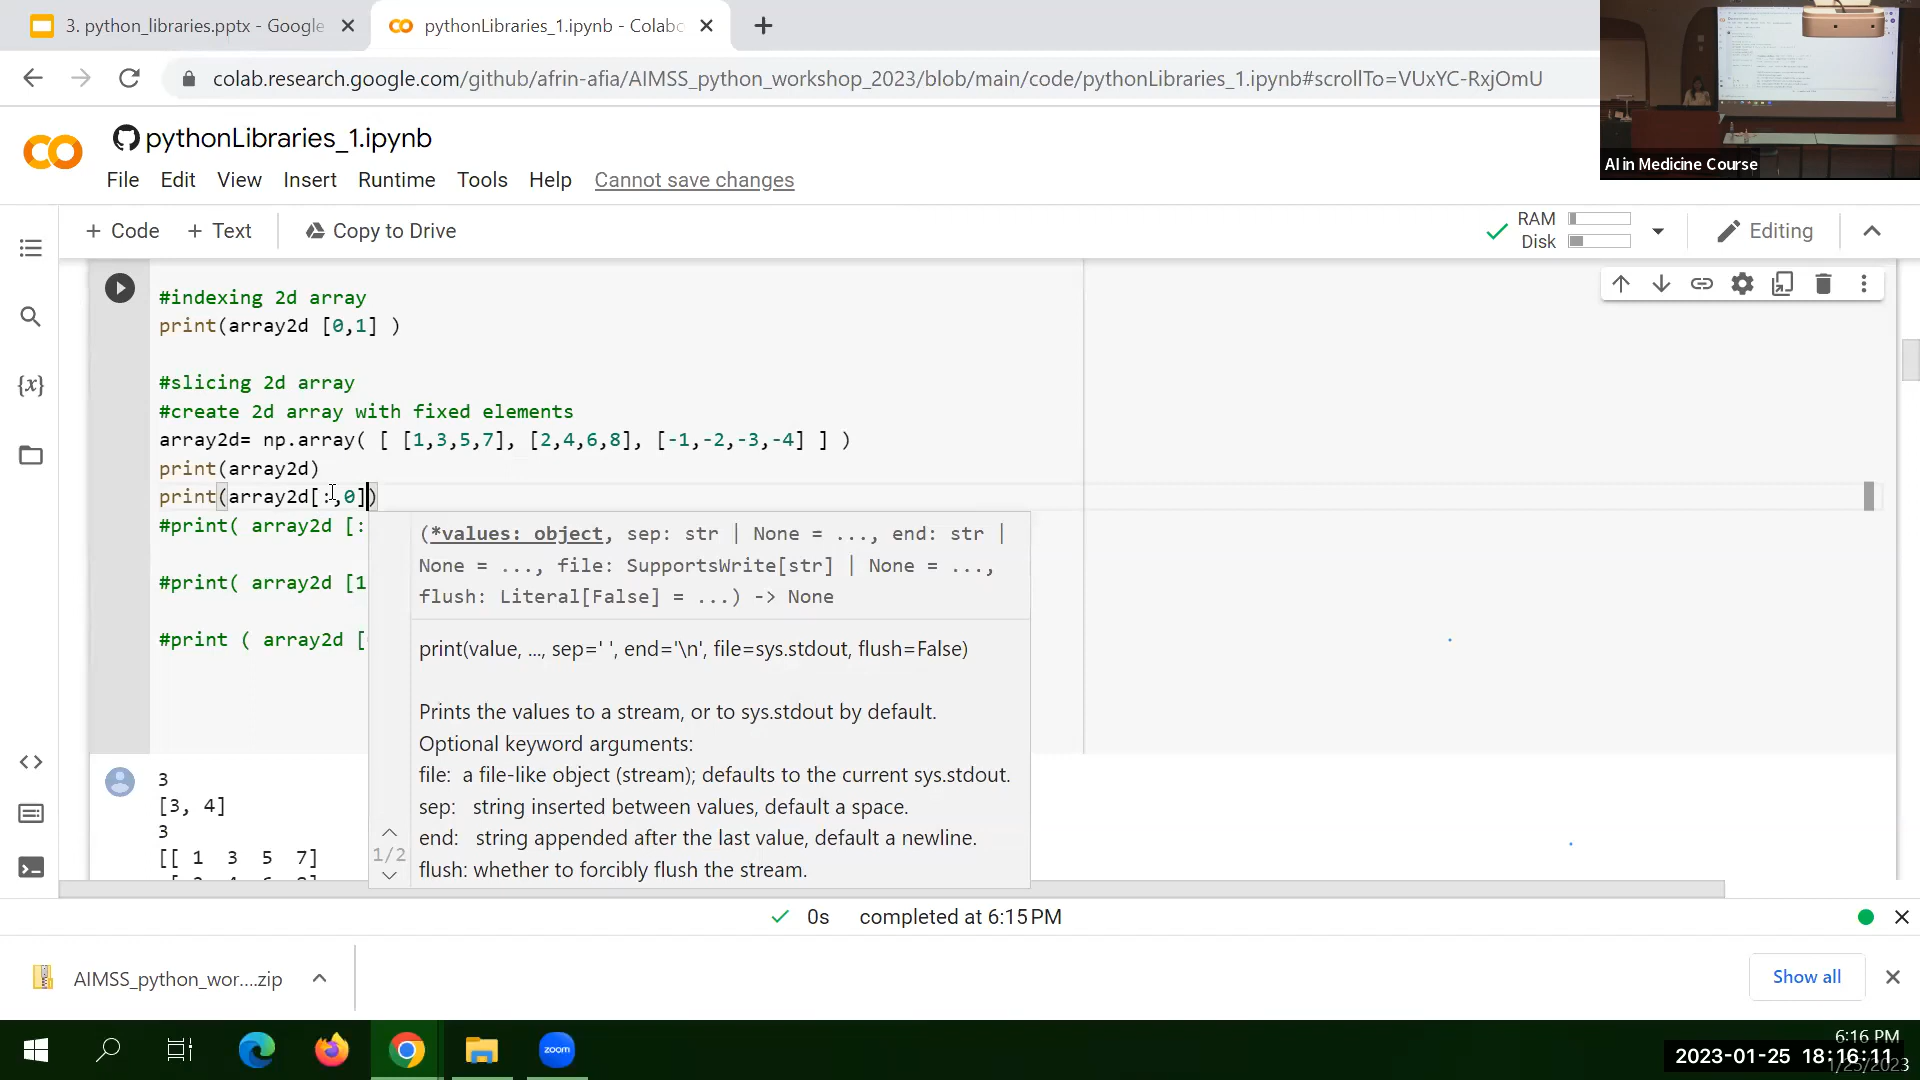 3. python_libraries.pptx - Google
pythonLibraries_1.ipynb - Colabo
colab.research.google.com/github/afrin-afia/AIMSS_python_workshop_2023/blob/main/code/pythonLibraries_1.ipynb#scrollTo=VUxYC-RxjOmU
AI in Medicine Course
CO
pythonLibraries_1.ipynb
File Edit View Insert Runtime Tools Help Cannot save changes
+ Code + Text Copy to Drive
RAM
Disk
Editing
#indexing 2d array
print(array2d [0,1] )
#slicing 2d array
#create 2d array with fixed elements
array2d= np.array( [ [1,3,5,7], [2,4,6,8], [-1,-2,-3,-4] ] )
print(array2d)
print(array2d[:,0])
#print( array2d [:
#print( array2d [1
#print ( array2d [
(*values: object, sep: str | None = ..., end: str |
None = ..., file: SupportsWrite[str] | None = ...,
flush: Literal[False] = ...) -> None
print(value, ..., sep=' ', end='\n', file=sys.stdout, flush=False)
Prints the values to a stream, or to sys.stdout by default.
Optional keyword arguments:
file: a file-like object (stream); defaults to the current sys.stdout.
sep: string inserted between values, default a space.
end: string appended after the last value, default a newline.
flush: whether to forcibly flush the stream.
1/2
{x}
<>
3
[3, 4]
3
[[ 1 3 5 7]
0s completed at 6:15 PM
AIMSS_python_wor....zip
Show all
zoom
6:16 PM
2023-01-25 18:16:11